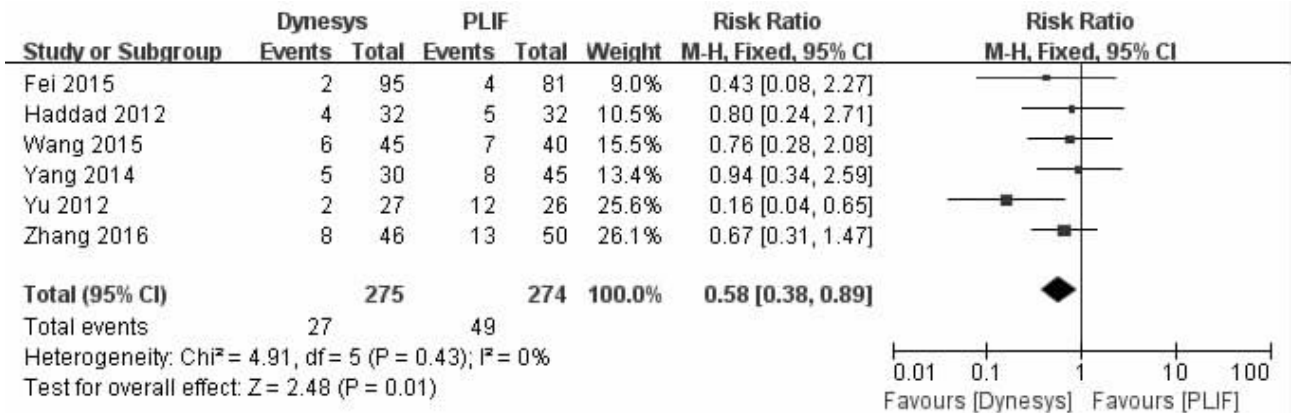 Dynesys PLIF Risk Ratio Risk Ratio
Study or Subgroup Events Total Events Total Weight M-H, Fixed, 95% CI M-H, Fixed, 95% CI
Fei 2015 2 95 4 81 9.0% 0.43 [0.08, 2.27]
Haddad 2012 4 32 5 32 10.5% 0.80 [0.24, 2.71]
Wang 2015 6 45 7 40 15.5% 0.76 [0.28, 2.08]
Yang 2014 5 30 8 45 13.4% 0.94 [0.34, 2.59]
Yu 2012 2 27 12 26 25.6% 0.16 [0.04, 0.65]
Zhang 2016 8 46 13 50 26.1% 0.67 [0.31, 1.47]
Total (95% CI) 275 274 100.0% 0.58 [0.38, 0.89]
Total events 27 49
Heterogeneity: Chi² = 4.91, df = 5 (P = 0.43); I² = 0%
Test for overall effect: Z = 2.48 (P = 0.01)
0.01 0.1 1 10 100
Favours [Dynesys] Favours [PLIF]